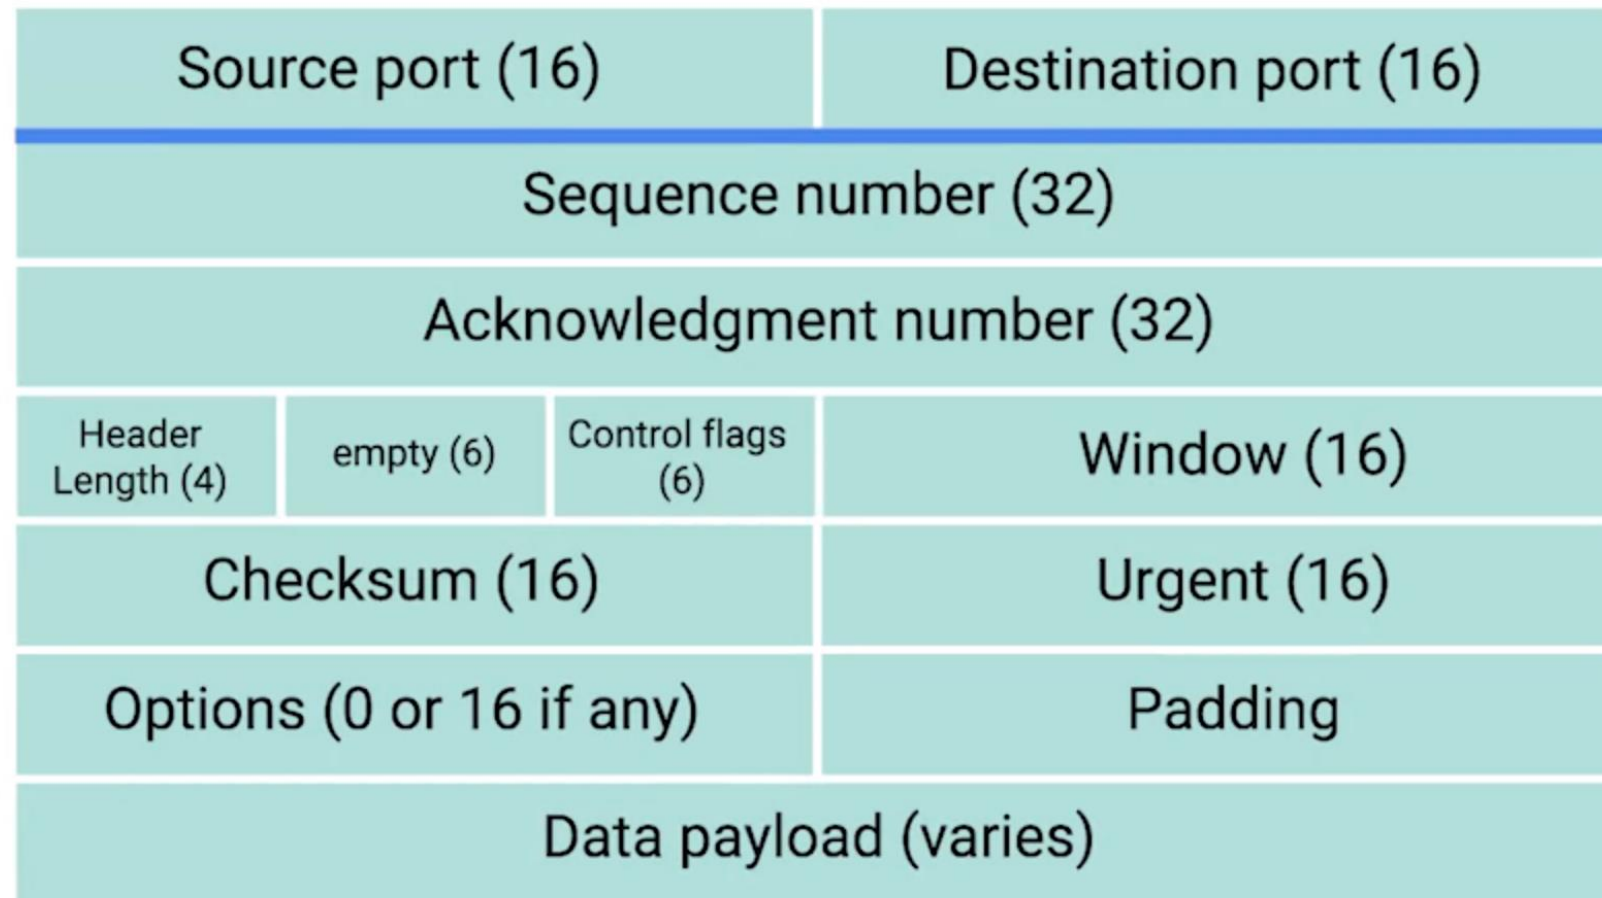 Source port (16)
Destination port (16)
Sequence number (32)
Acknowledgment number (32)
Header
Length (4)
empty (6)
Control flags
(6)
Window (16)
Checksum (16)
Urgent (16)
Options (0 or 16 if any)
Padding
Data payload (varies)